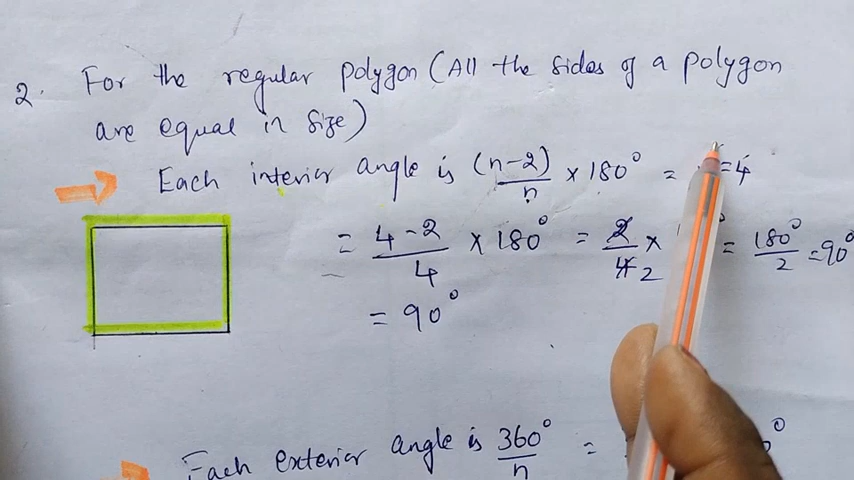 2. For the regular polygon (All the sides of a polygon
are equal in size)
Each interior angle is (n-2)/n × 180° = =4
= 4-2/4 × 180° = 2/4 2 × = 180°/2 = 90°
= 90°
Each exterior angle is 360°/n =